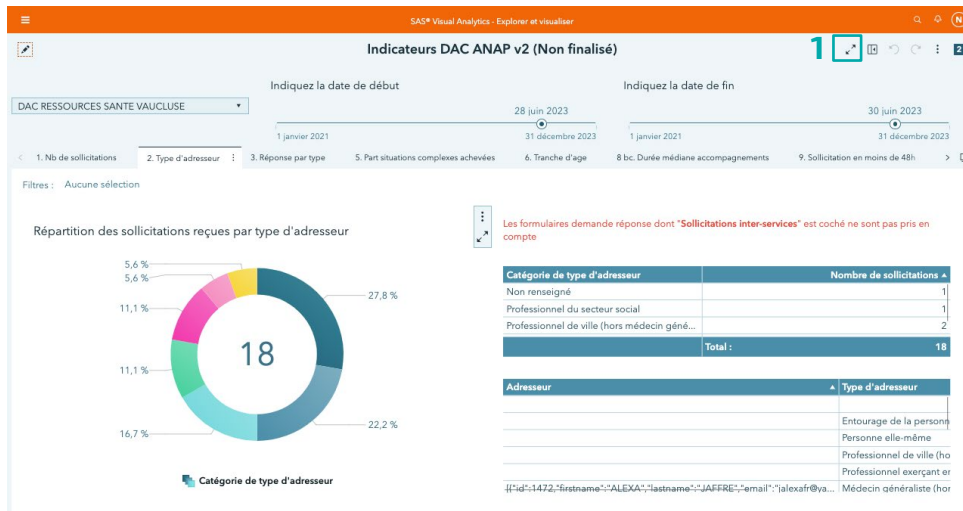 SAS® Visual Analytics - Explorer et visualiser
N
Indicateurs DAC ANAP v2 (Non finalisé)
1
2
Indiquez la date de début
Indiquez la date de fin
DAC RESSOURCES SANTE VAUCLUSE
28 juin 2023
30 juin 2023
1 janvier 2021
31 décembre 2023
1 janvier 2021
31 décembre 2023
1. Nb de sollicitations
2. Type d'adresseur
3. Réponse par type
5. Part situations complexes achevées
6. Tranche d'age
8 bc. Durée médiane accompagnements
9. Sollicitation en moins de 48h
Filtres : Aucune sélection
Répartition des sollicitations reçues par type d'adresseur
5,6 %
5,6 %
11,1 %
11,1 %
16,7 %
27,8 %
22,2 %
18
Catégorie de type d'adresseur
Les formulaires demande réponse dont "Sollicitations inter-services" est coché ne sont pas pris en
compte
Catégorie de type d'adresseur Nombre de sollicitations
Non renseigné 1
Professionnel du secteur social 1
Professionnel de ville (hors médecin géné... 2
Total : 18
Adresseur Type d'adresseur
Entourage de la personn
Personne elle-même
Professionnel de ville (ho
Professionnel exerçant er
[{"id":1472,"firstname":"ALEXA","lastname":"JAFFRE","email":"jalexafr@ya... Médecin généraliste (hor